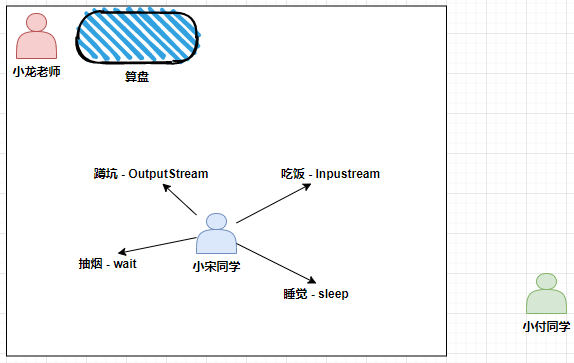 小龙老师
算盘
蹲坑 - OutputStream
吃饭 - Inpustream
抽烟 - wait
小宋同学
睡觉 - sleep
小付同学